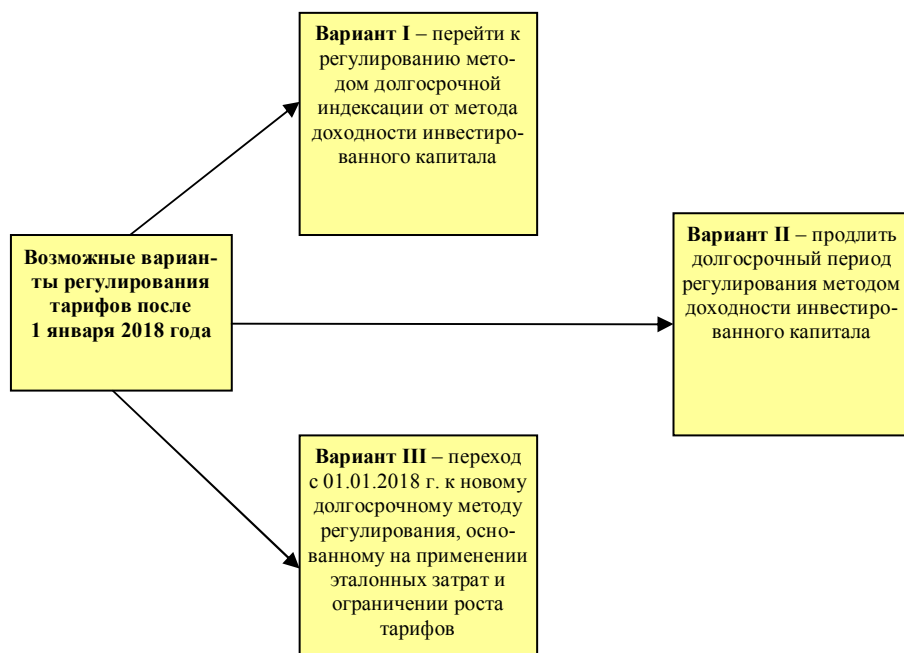 Вариант I – перейти к
регулированию мето-
дом долгосрочной
индексации от метода
доходности инвестиро-
ванного капитала
Возможные вариан-
ты регулирования
тарифов после
1 января 2018 года
Вариант II – продлить
долгосрочный период
регулирования методом
доходности инвестиро-
ванного капитала
Вариант III – переход
с 01.01.2018 г. к новому
долгосрочному методу
регулирования, осно-
ванному на применении
эталонных затрат и
ограничении роста
тарифов